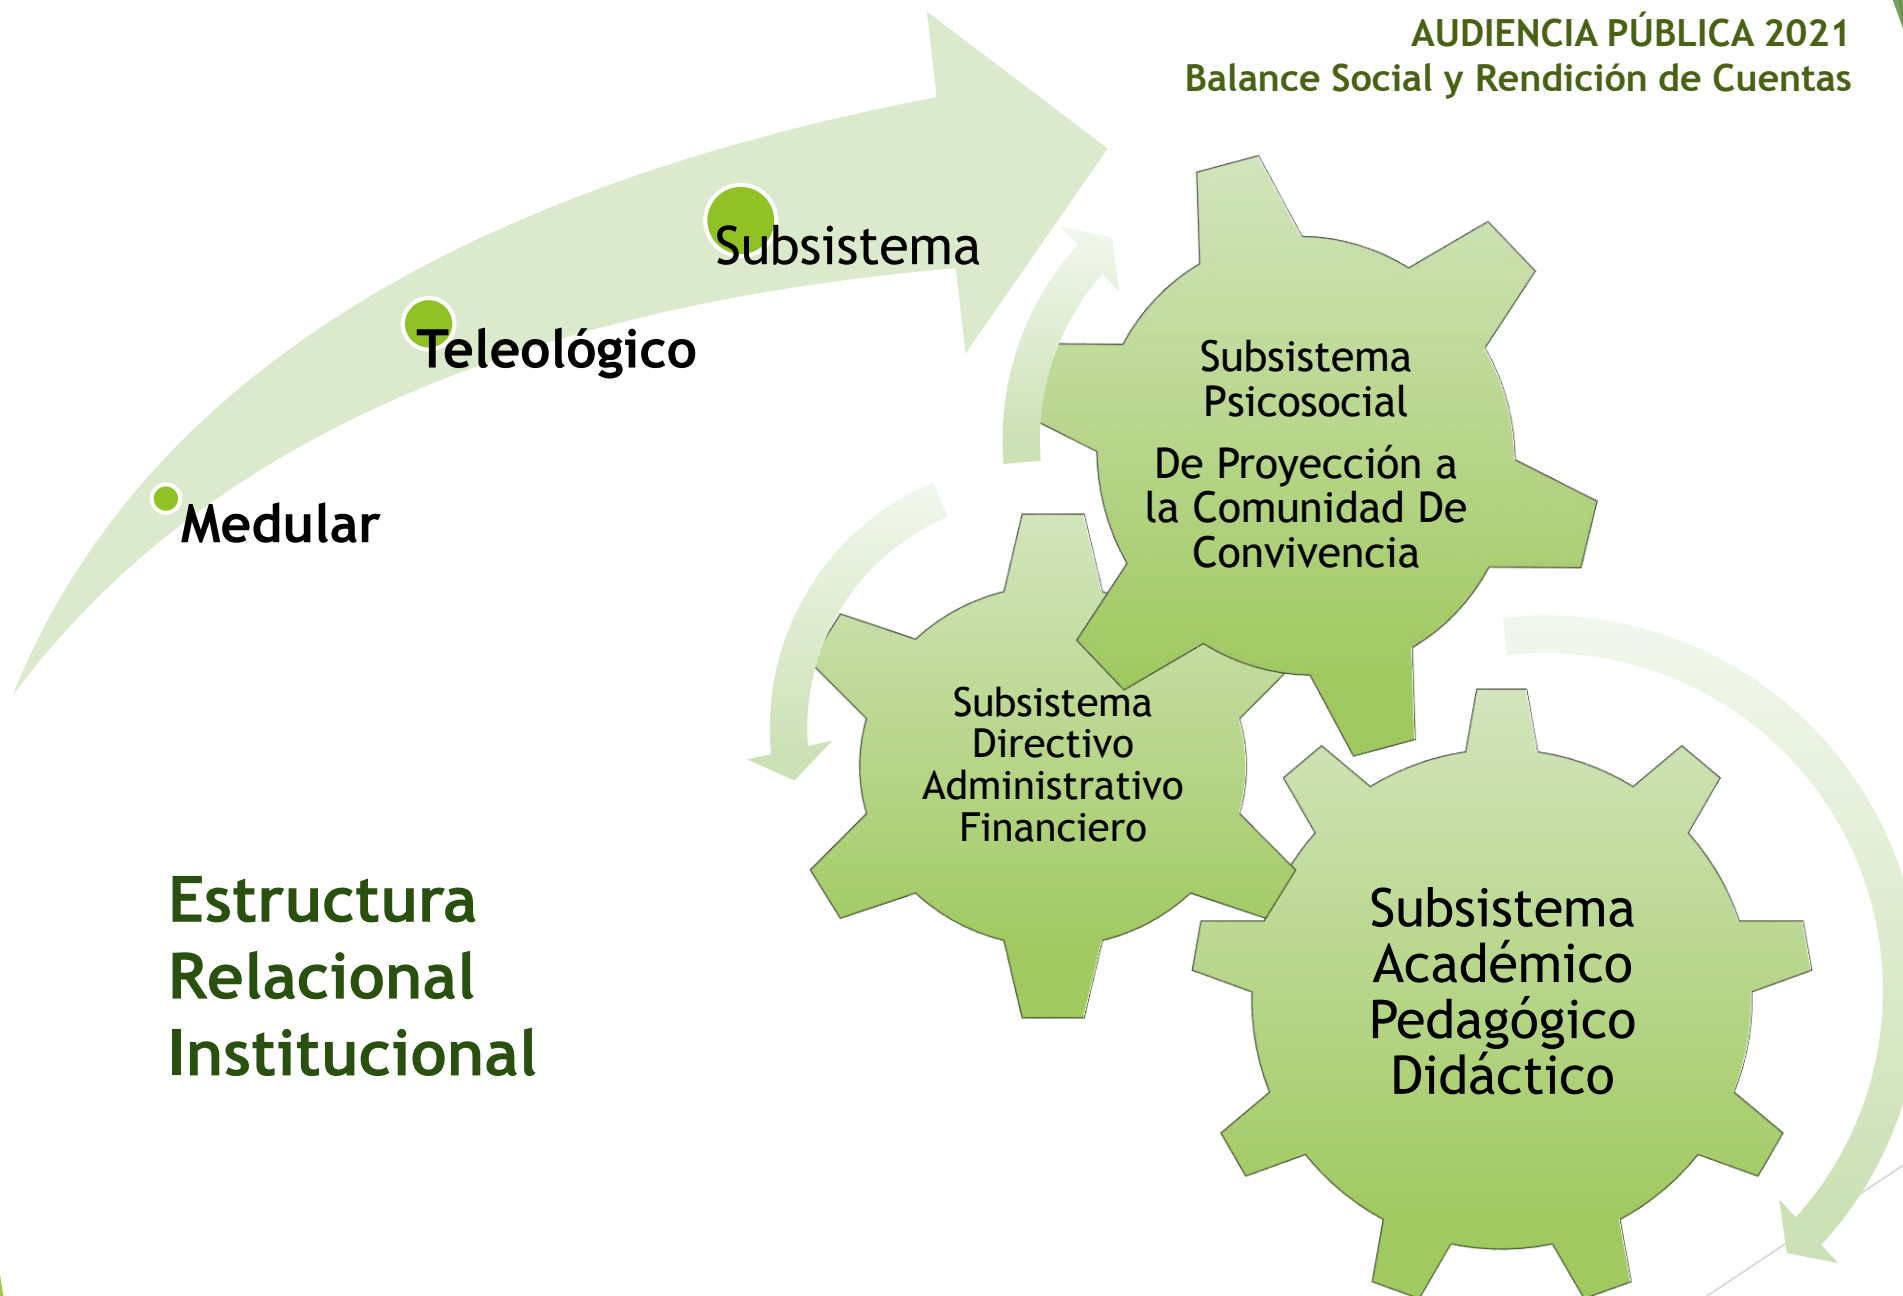 AUDIENCIA PÚBLICA 2021
Balance Social y Rendición de Cuentas
Subsistema
Teleológico
Medular
Subsistema
Psicosocial
De Proyección a
la Comunidad De
Convivencia
Subsistema
Directivo
Administrativo
Financiero
Subsistema
Académico
Pedagógico
Didáctico
Estructura
Relacional
Institucional